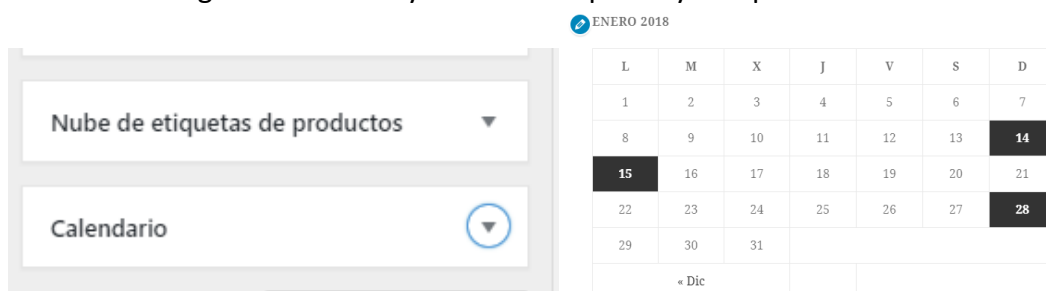 ENERO 2018
Nube de etiquetas de productos
Calendario
L M X J V S D
1 2 3 4 5 6 7
8 9 10 11 12 13 14
15 16 17 18 19 20 21
22 23 24 25 26 27 28
29 30 31
« Dic